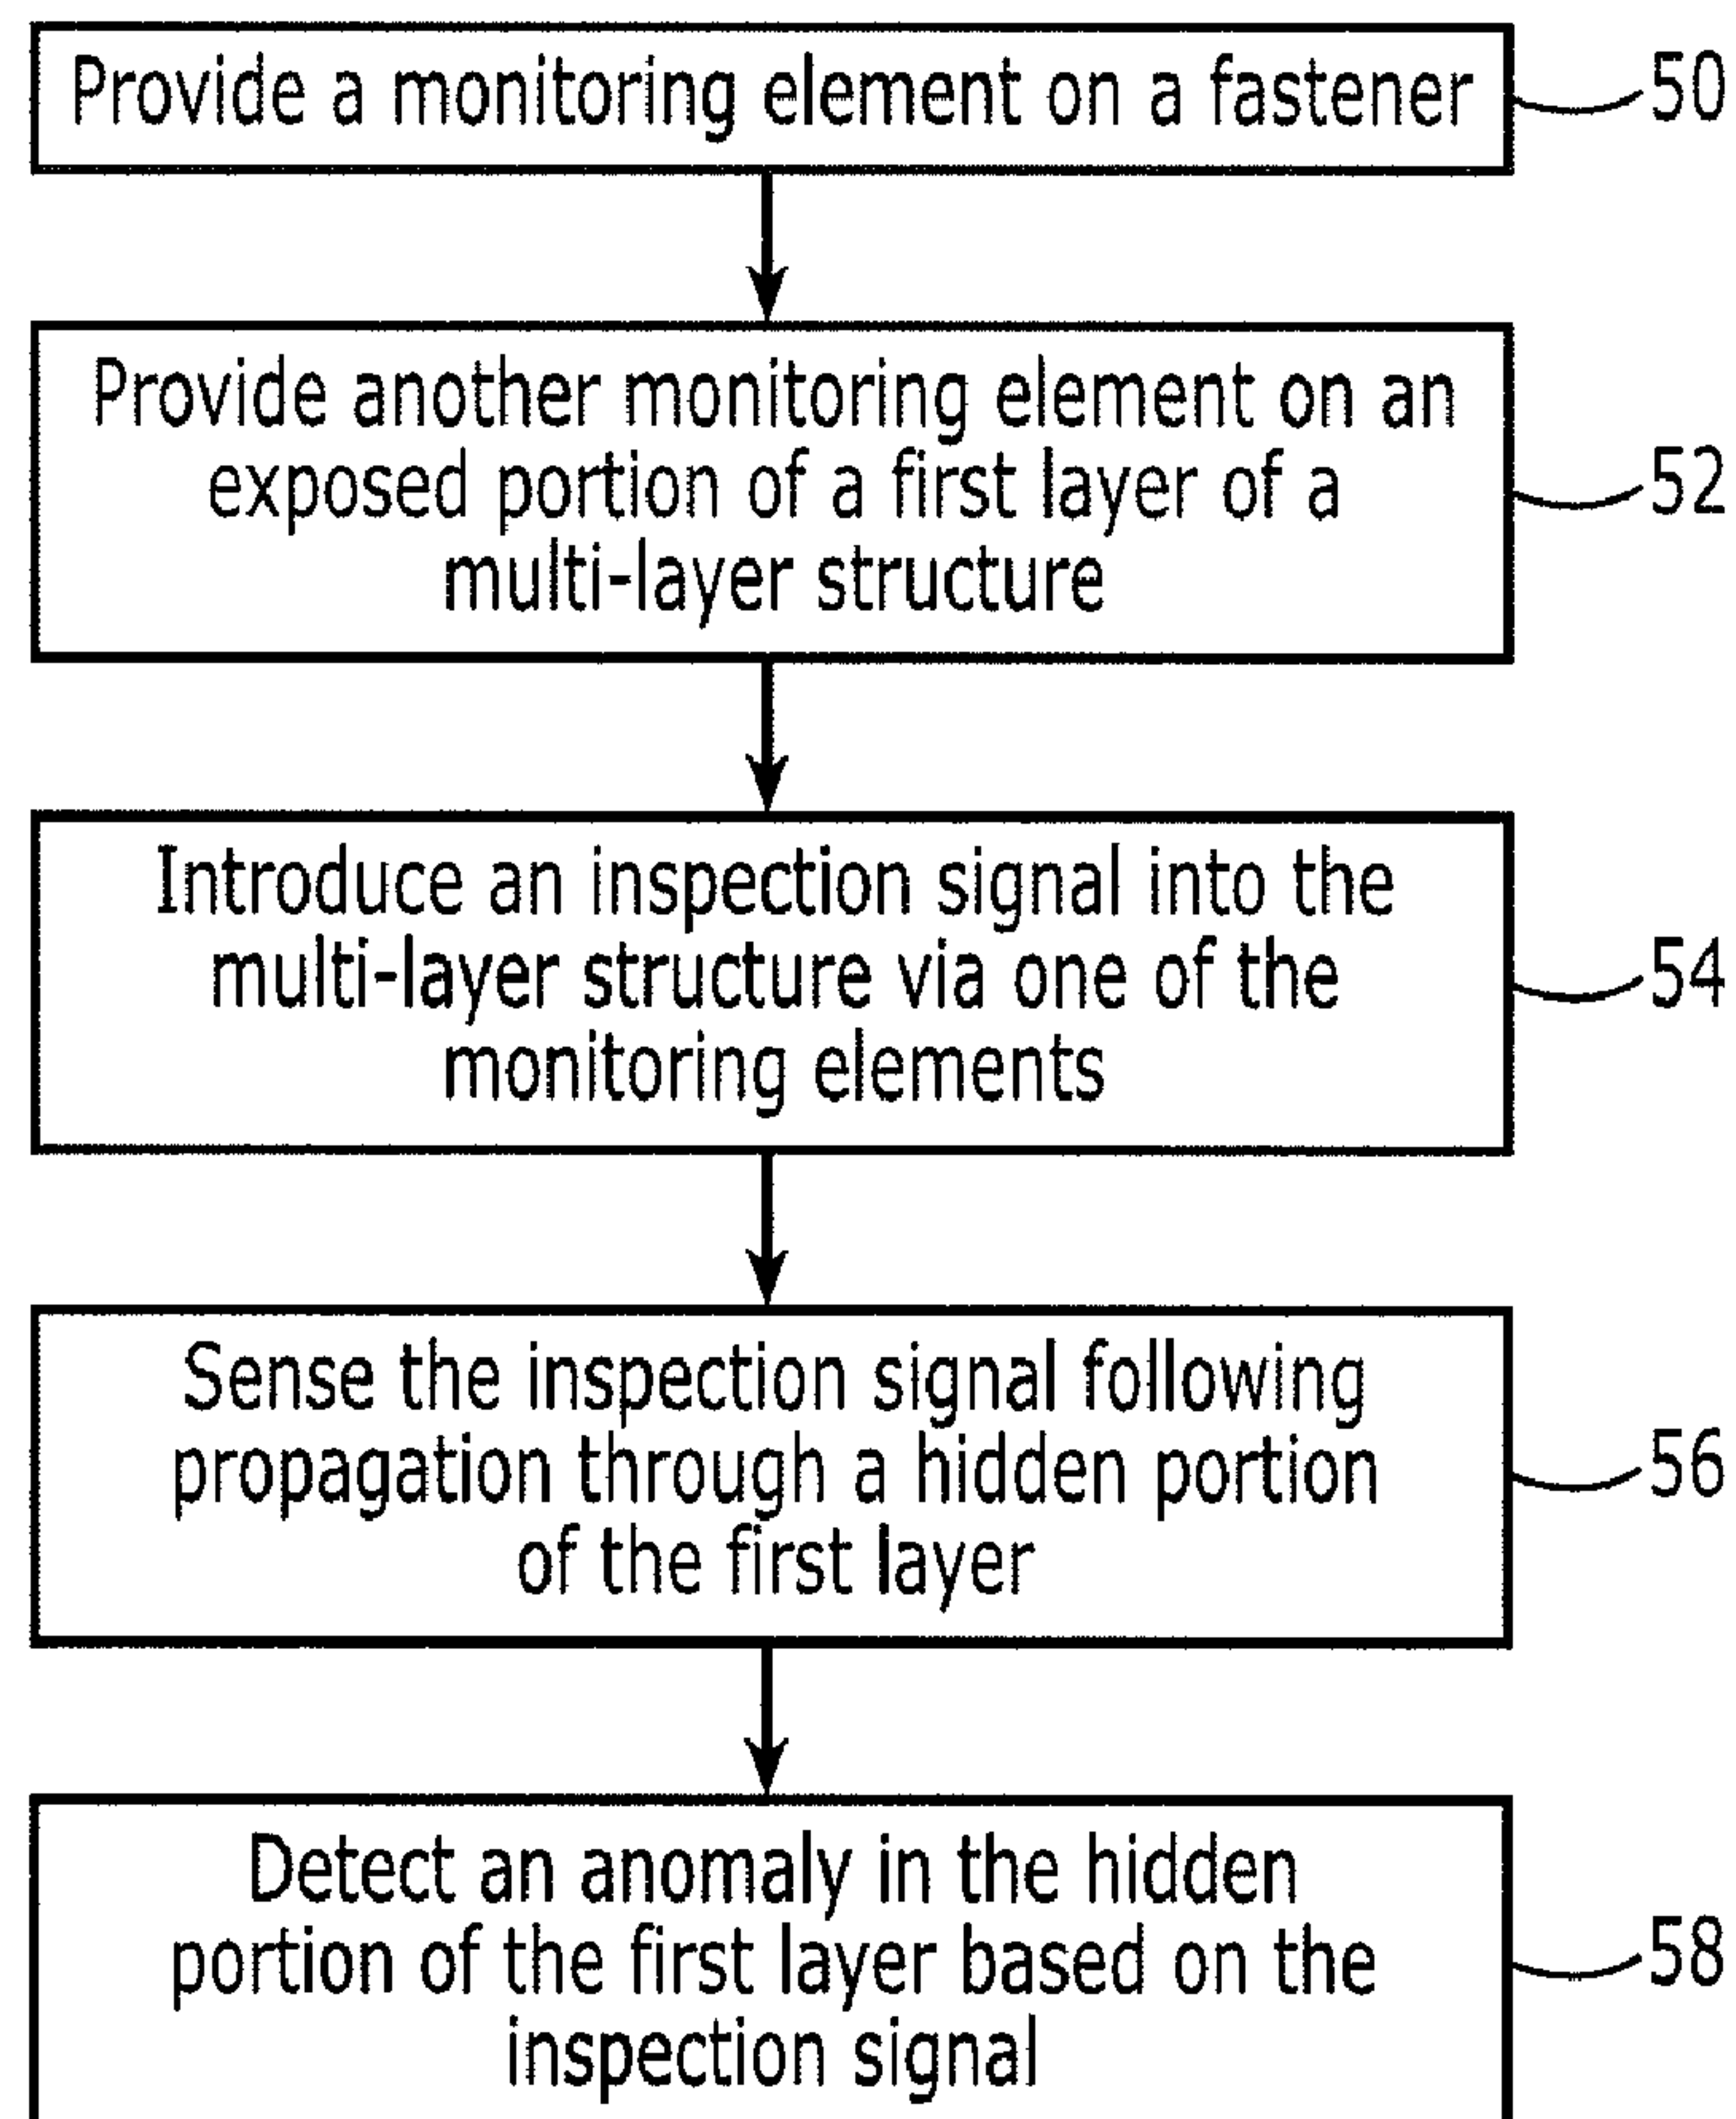 Provide a monitoring element on a fastener
50
Provide another monitoring element on an
exposed portion of a first layer of a
multi-layer structure
52
Introduce an inspection signal into the
multi-layer structure via one of the
monitoring elements
54
Sense the inspection signal following
propagation through a hidden portion
of the first layer
56
Detect an anomaly in the hidden
portion of the first layer based on the
inspection signal
58